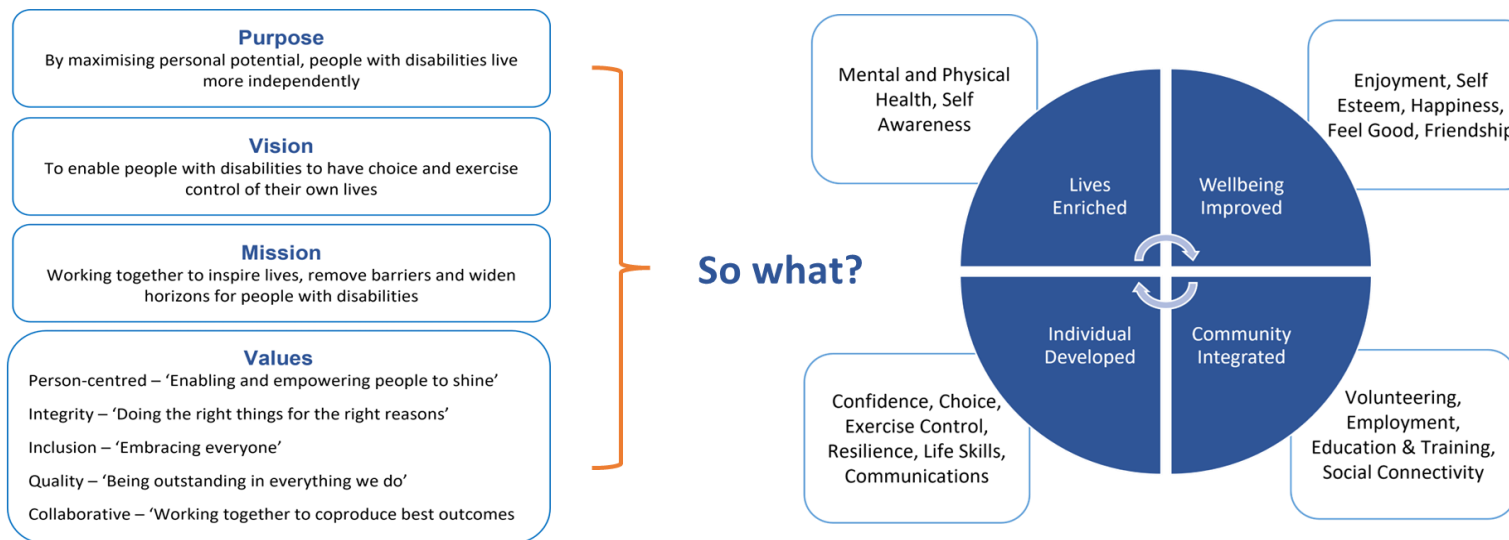 Purpose
By maximising personal potential, people with disabilities live
more independently
Vision
To enable people with disabilities to have choice and exercise
control of their own lives
Mission
Working together to inspire lives, remove barriers and widen
horizons for people with disabilities
Values
Person-centred – ‘Enabling and empowering people to shine’
Integrity – ‘Doing the right things for the right reasons’
Inclusion – ‘Embracing everyone’
Quality – ‘Being outstanding in everything we do’
Collaborative – ‘Working together to coproduce best outcomes
So what?
Mental and Physical
Health, Self
Awareness
Enjoyment, Self
Esteem, Happiness,
Feel Good, Friendship
Lives
Enriched
Wellbeing
Improved
Individual
Developed
Community
Integrated
Confidence, Choice,
Exercise Control,
Resilience, Life Skills,
Communications
Volunteering,
Employment,
Education & Training,
Social Connectivity